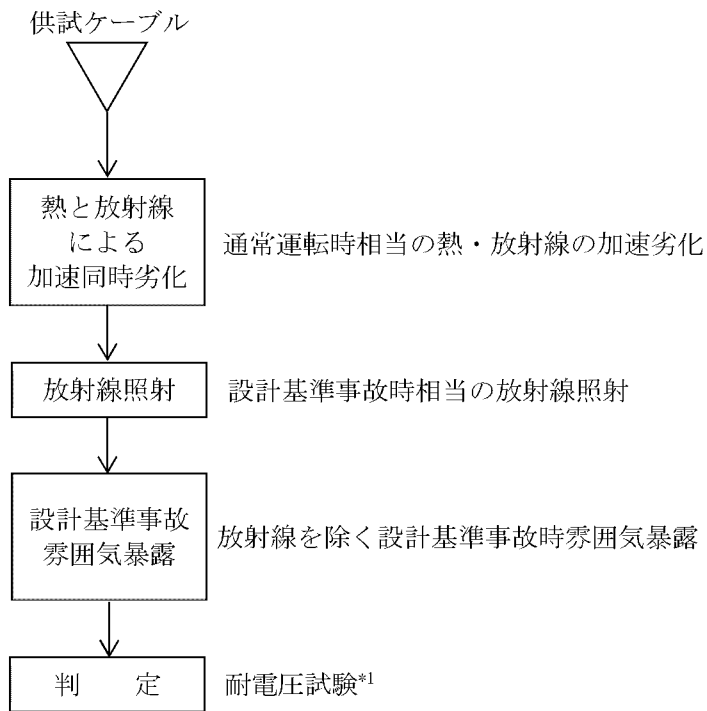 供試ケーブル
熱と放射線
による
加速同時劣化
通常運転時相当の熱・放射線の加速劣化
放射線照射
設計基準事故時相当の放射線照射
設計基準事故
雰囲気暴露
放射線を除く設計基準事故時雰囲気暴露
判 定
耐電圧試験*1